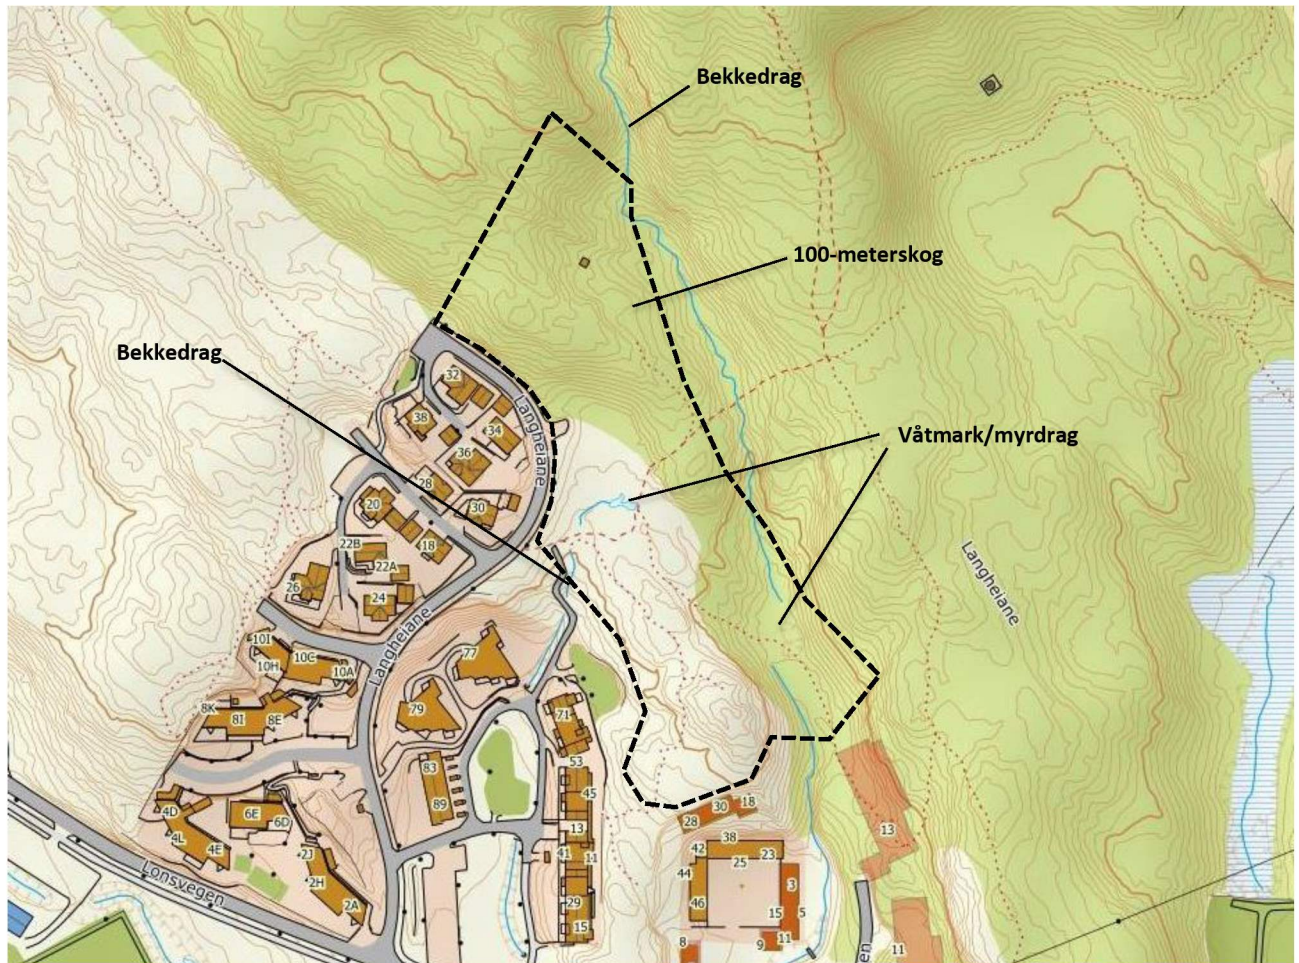 Bekkedrag
100-meterskog
Bekkedrag
Våtmark/myrdrag
32
38
34
36
Langheiane
28
30
20
18
22B
22A
26
24
Langheiane
Langheiane
10I
10C
10H
10A
77
8K
8I
8E
79
71
83
89
53
45
4D
6E
6D
4L
4E
2J
2H
2A
13
41
11
29
15
Lonsvegen
30
18
28
38
42
23
25
44
3
46
15
5
11
9
8
13
11
en